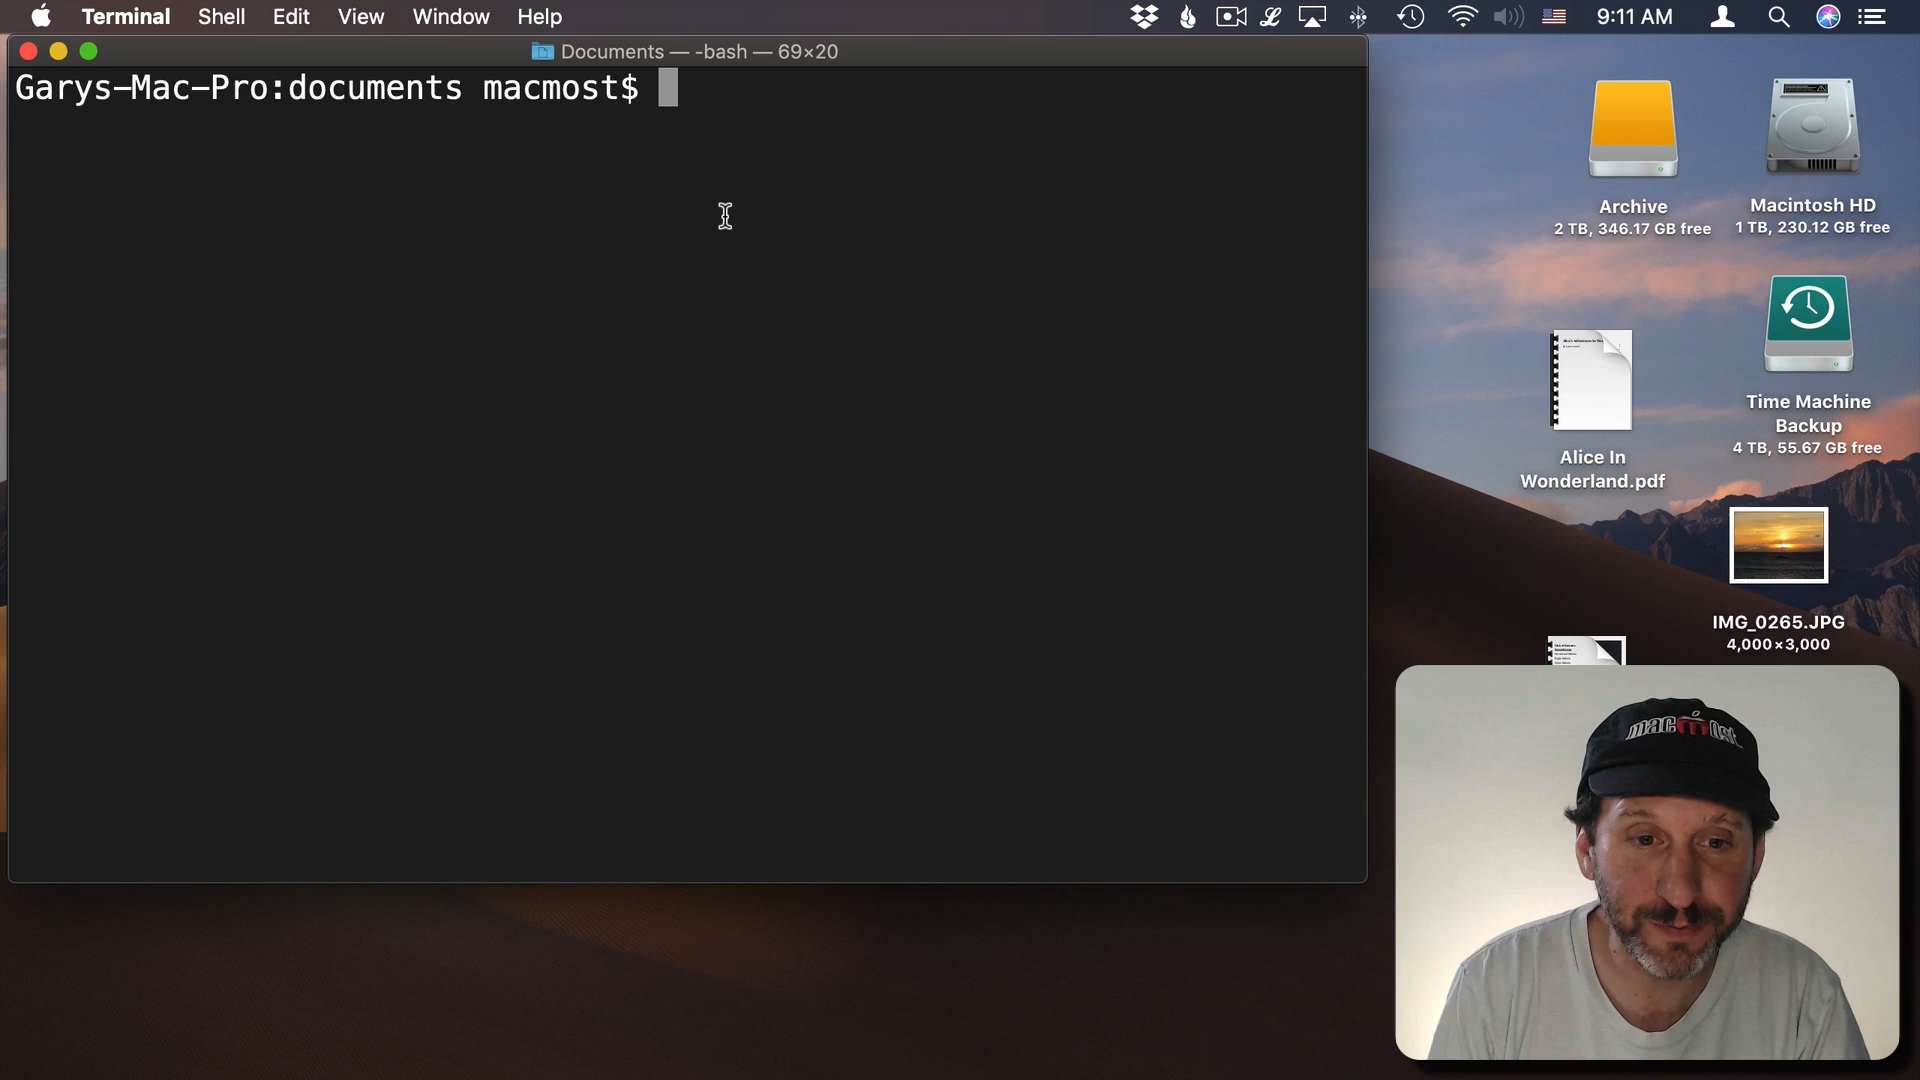 Terminal Shell Edit View Window Help 9:11 AM
Documents — -bash — 69×20
Garys-Mac-Pro:documents macmost$
Archive
2 TB, 346.17 GB free
Macintosh HD
1 TB, 230.12 GB free
Time Machine
Backup
4 TB, 55.67 GB free
Alice In
Wonderland.pdf
IMG_0265.JPG
4,000×3,000
macmost